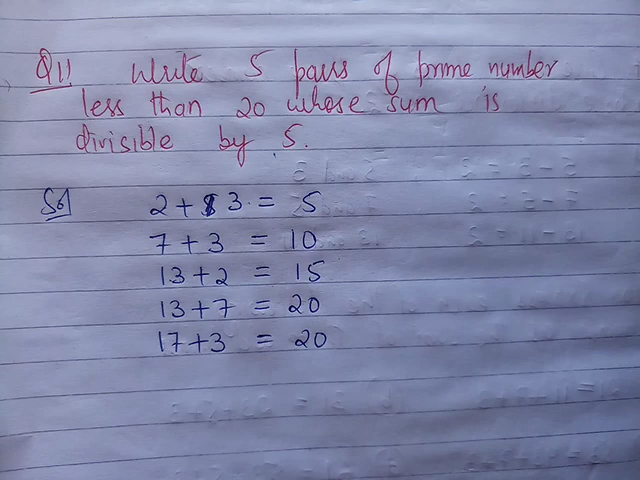 Q1! Write 5 pairs of prime number
less than 20 whose sum is
divisible by 5.
Sol
2 + 3 = 5
7 + 3 = 10
13 + 2 = 15
13 + 7 = 20
17 + 3 = 20